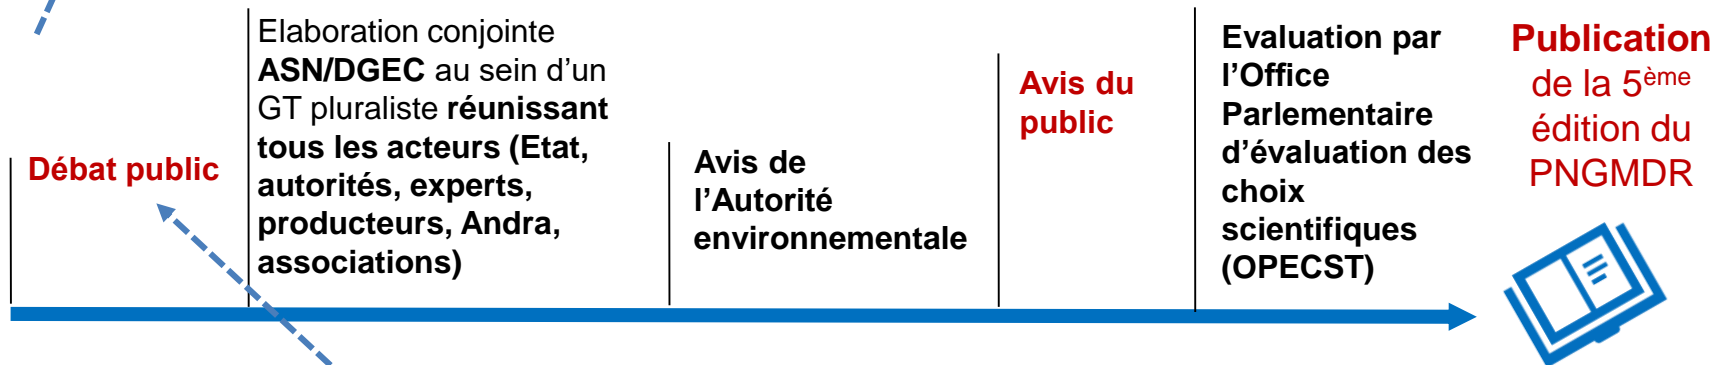 Débat public
Elaboration conjointe
ASN/DGEC au sein d’un
GT pluraliste réunissant
tous les acteurs (Etat,
autorités, experts,
producteurs, Andra,
associations)
Avis de
l’Autorité
environnementale
Avis du
public
Evaluation par
l’Office
Parlementaire
d’évaluation des
choix
scientifiques
(OPECST)
Publication
de la 5ème
édition du
PNGMDR